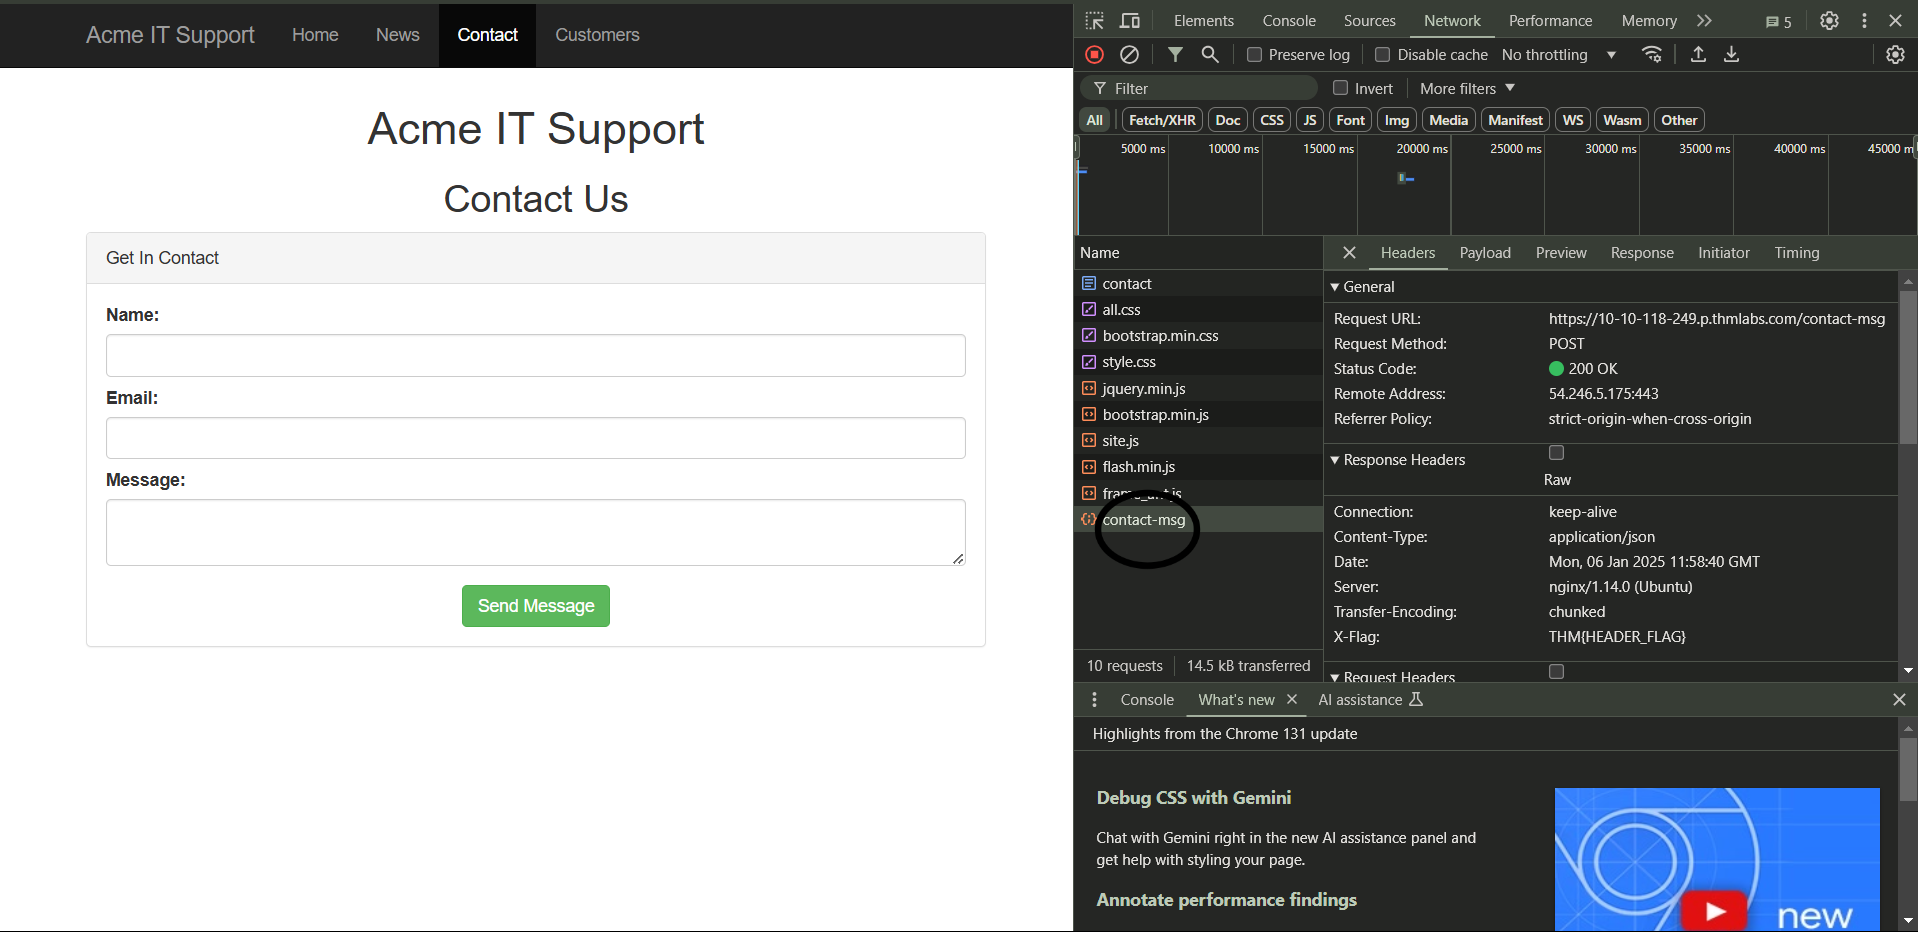 Acme IT Support Home News Contact Customers
Acme IT Support
Contact Us
Get In Contact
Name:
Email:
Message:
Send Message
Elements Console Sources Network Performance Memory 5
Preserve log Disable cache No throttling
Filter Invert More filters
All Fetch/XHR Doc CSS JS Font Img Media Manifest WS Wasm Other
5000 ms 10000 ms 15000 ms 20000 ms 25000 ms 30000 ms 35000 ms 40000 ms 45000 m
Name
contact
all.css
bootstrap.min.css
style.css
jquery.min.js
bootstrap.min.js
site.js
flash.min.js
contact-msg
10 requests 14.5 kB transferred
Headers Payload Preview Response Initiator Timing
General
Request URL: https://10-10-118-249.p.thmlabs.com/contact-msg
Request Method: POST
Status Code: 200 OK
Remote Address: 54.246.5.175:443
Referrer Policy: strict-origin-when-cross-origin
Response Headers
Raw
Connection: keep-alive
Content-Type: application/json
Date: Mon, 06 Jan 2025 11:58:40 GMT
Server: nginx/1.14.0 (Ubuntu)
Transfer-Encoding: chunked
X-Flag: THM{HEADER_FLAG}
Request Headers
Console What's new AI assistance
Highlights from the Chrome 131 update
Debug CSS with Gemini
Chat with Gemini right in the new AI assistance panel and
get help with styling your page.
Annotate performance findings
new